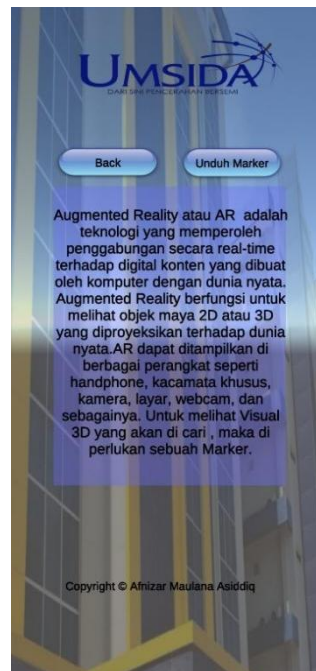 UMSIDA
DARI SINI PENCERAHAN BERSEMI
Back
Unduh Marker
Augmented Reality atau AR adalah
teknologi yang memperoleh
penggabungan secara real-time
terhadap digital konten yang dibuat
oleh komputer dengan dunia nyata.
Augmented Reality berfungsi untuk
melihat objek maya 2D atau 3D
yang diproyeksikan terhadap dunia
nyata.AR dapat ditampilkan di
berbagai perangkat seperti
handphone, kacamata khusus,
kamera, layar, webcam, dan
sebagainya. Untuk melihat Visual
3D yang akan di cari , maka di
perlukan sebuah Marker.
Copyright © Afnizar Maulana Asiddiq